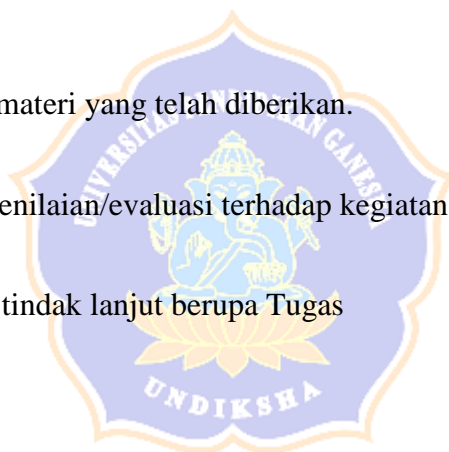 materi yang telah diberikan.
enilaian/evaluasi terhadap kegiatan
tindak lanjut berupa Tugas
UNIVERSITAS PENDIDIKAN GANESHA
UNDIKSHA